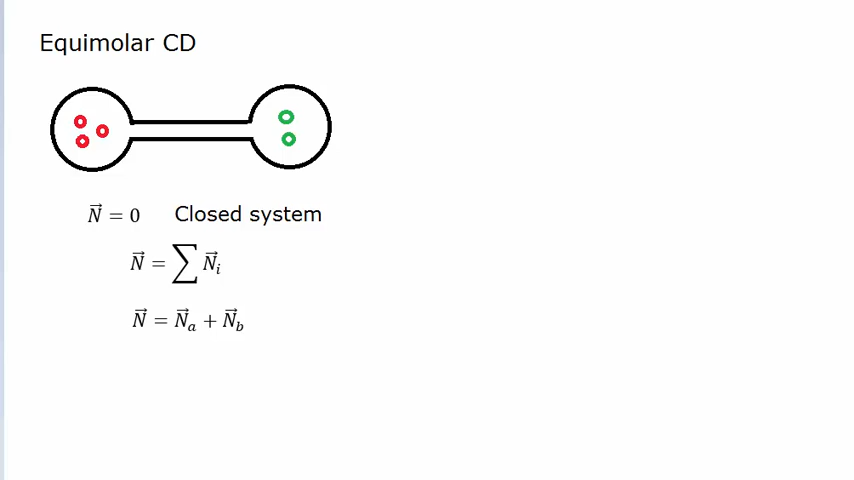 Equimolar CD
N⃗ = 0 Closed system
N⃗ = ∑ N⃗ᵢ
N⃗ = N⃗ₐ + N⃗_b